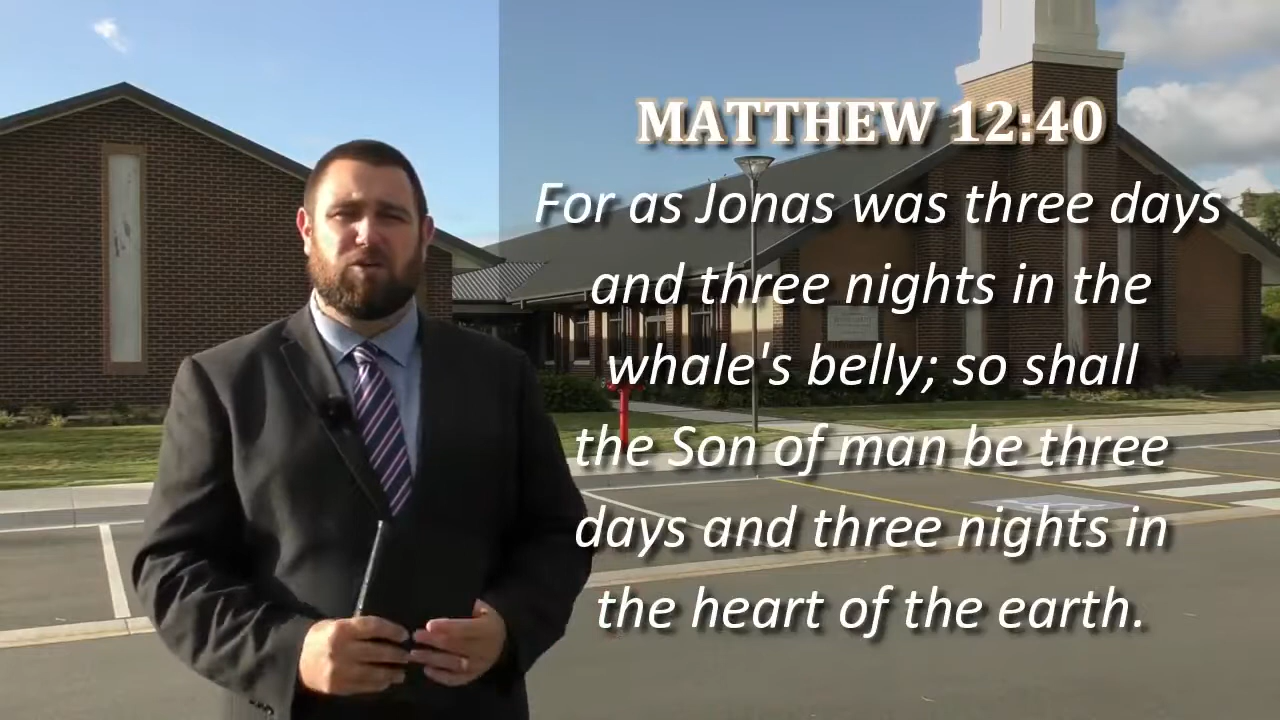 MATTHEW 12:40
For as Jonas was three days
and three nights in the
whale's belly; so shall
the Son of man be three
days and three nights in
the heart of the earth.